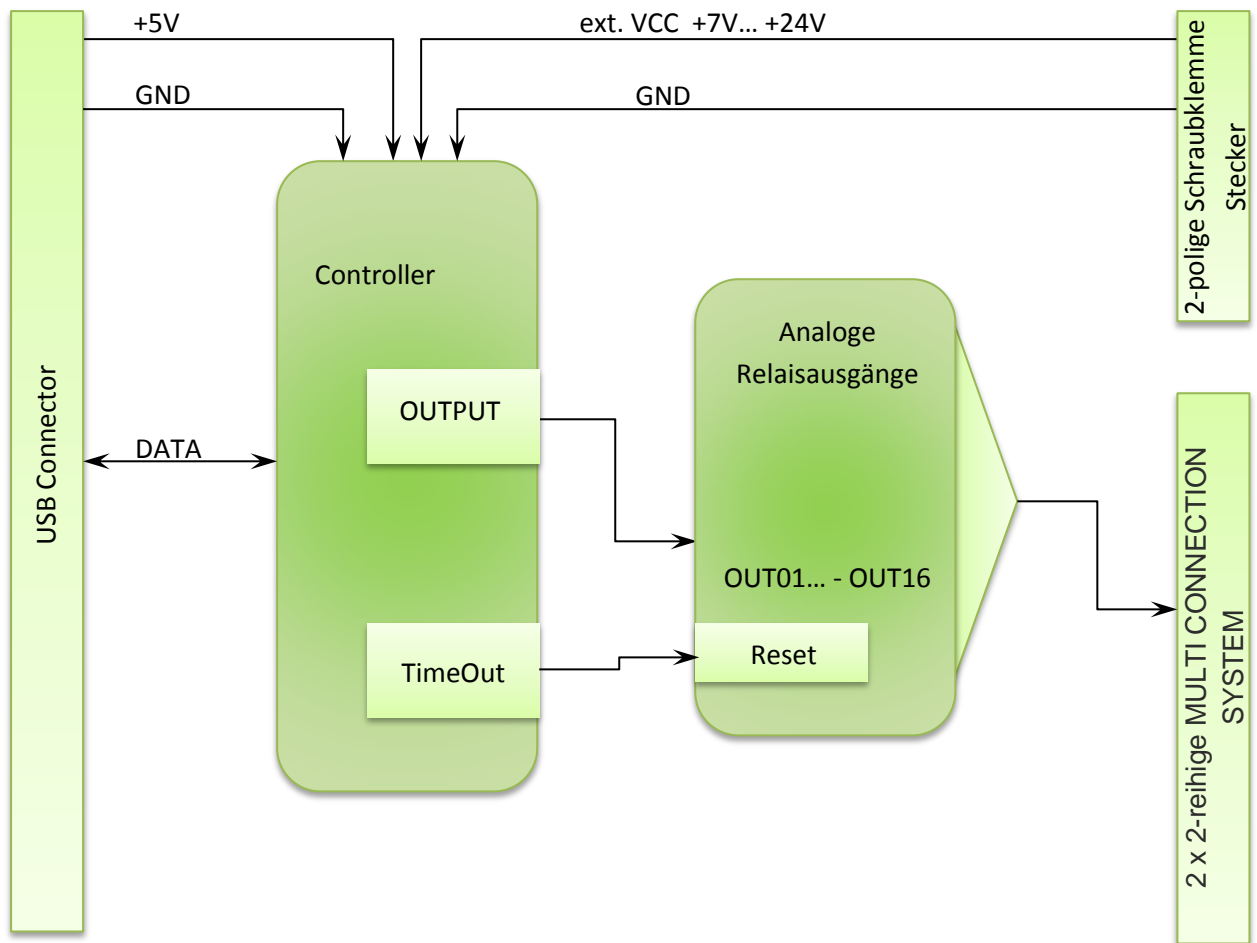 +5V
ext. VCC +7V... +24V
GND
GND
2-polige Schraubklemme
Stecker
Controller
Analoge
Relaisausgänge
OUTPUT
USB Connector
DATA
OUT01... - OUT16
TimeOut
Reset
2 x 2-reihige MULTI CONNECTION
SYSTEM